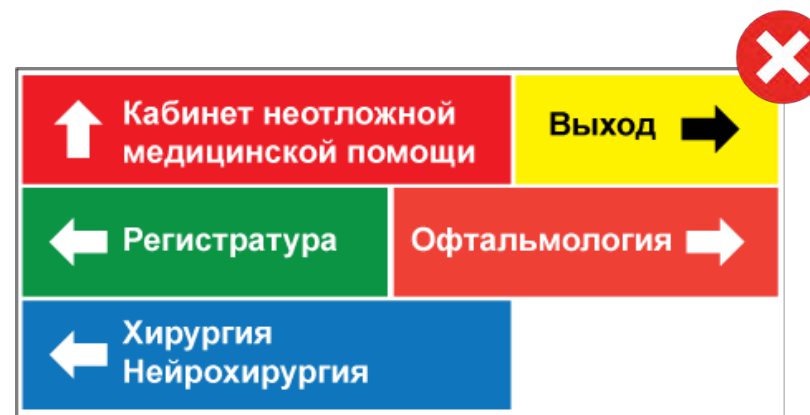 Кабинет неотложной
медицинской помощи
Выход
Регистратура
Офтальмология
Хирургия
Нейрохирургия